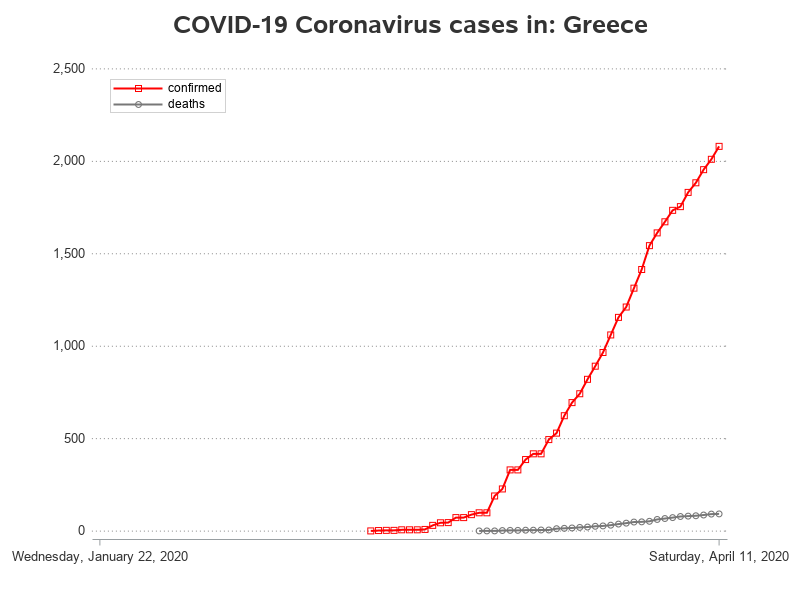 COVID-19 Coronavirus cases in: Greece
2,500
confirmed
deaths
2,000
1,500
1,000
500
0
Wednesday, January 22, 2020
Saturday, April 11, 2020